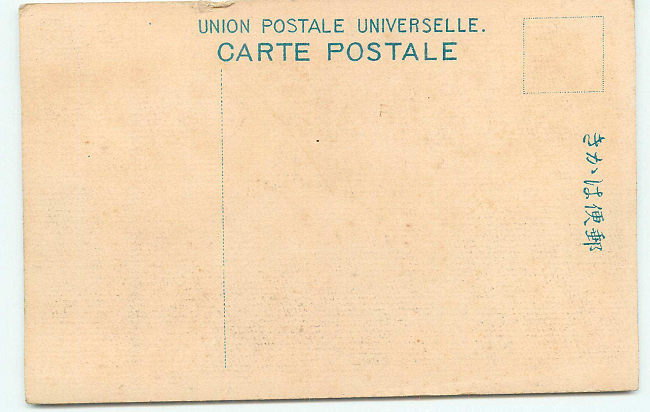 UNION POSTALE UNIVERSELLE.
CARTE POSTALE
郵便はかき